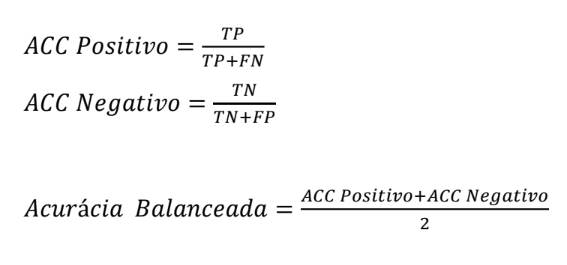 ACC Positivo = TP / TP+FN
ACC Negativo = TN / TN+FP
Acurácia Balanceada = ACC Positivo+ACC Negativo / 2